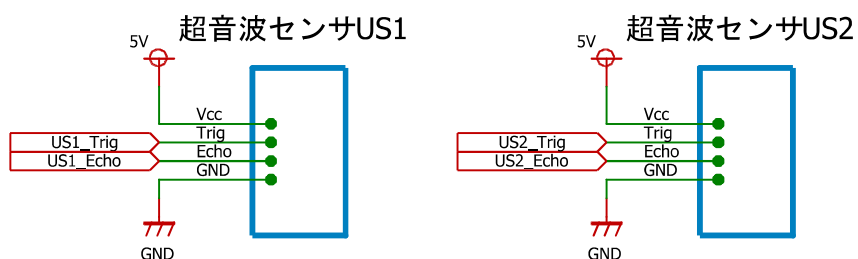 超音波センサUS1
5V
Vcc
Trig
US1_Trig
Echo
US1_Echo
GND
GND
超音波センサUS2
5V
Vcc
Trig
US2_Trig
Echo
US2_Echo
GND
GND